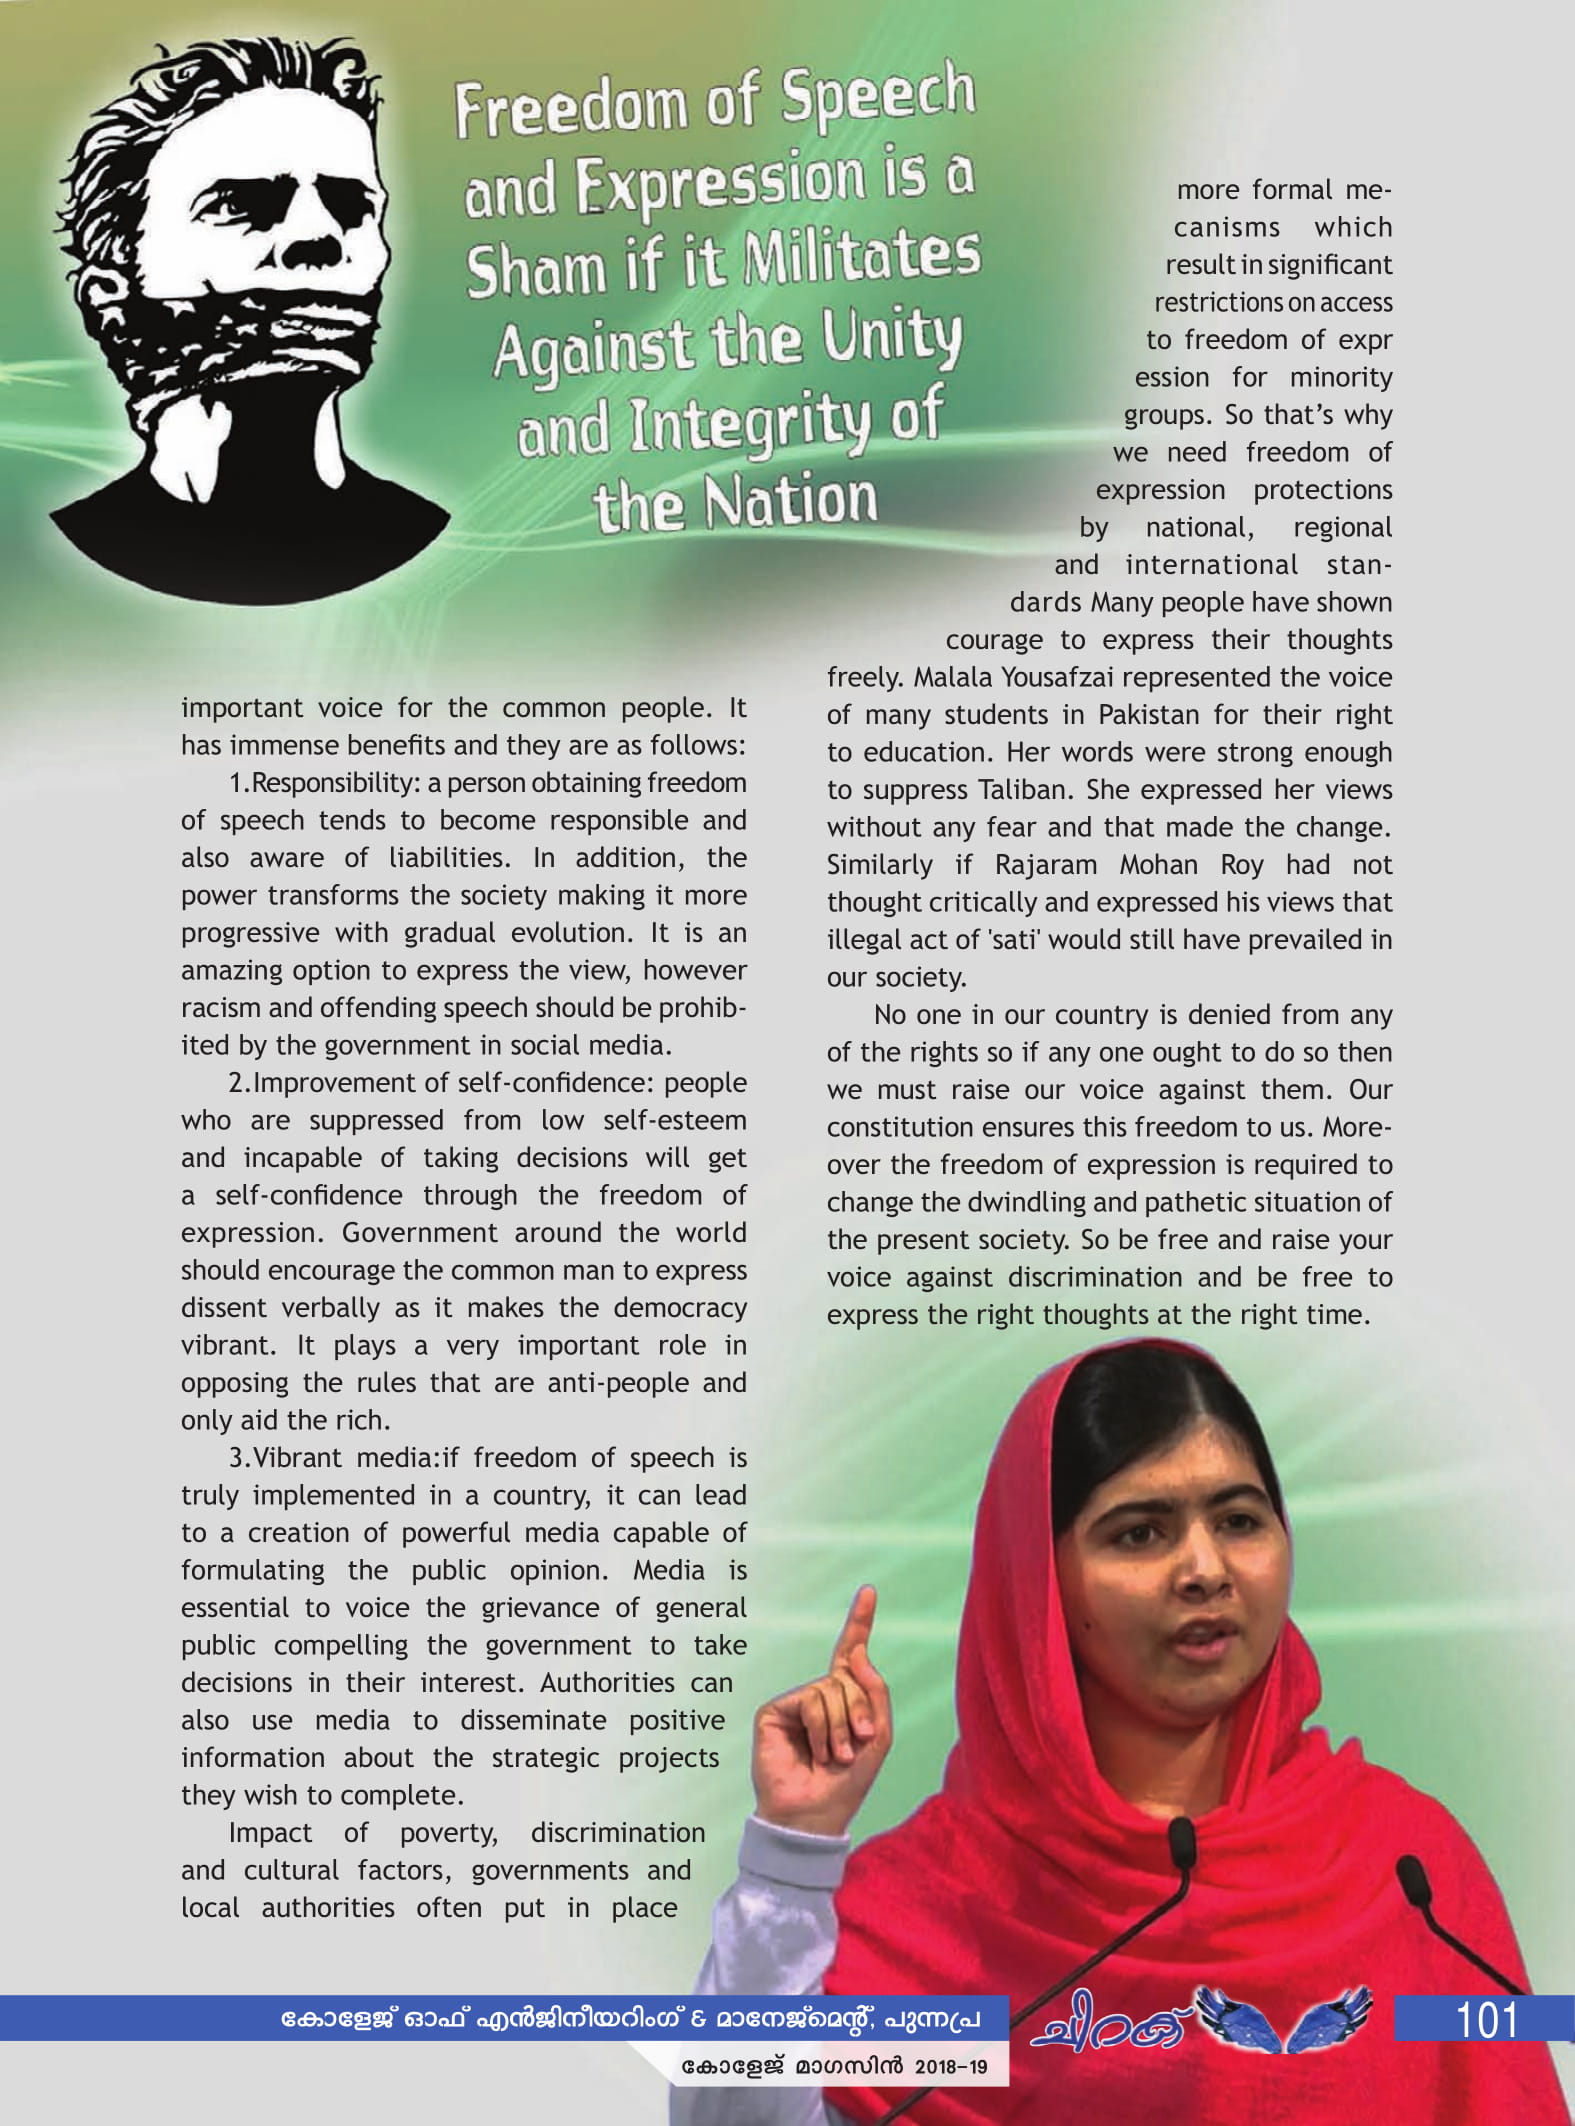 Freedom of Speech
and Expression is a
Sham if it Militates
Against the Unity
and Integrity of
the Nation
important voice for the common people. It
has immense benefits and they are as follows:
1.Responsibility: a person obtaining freedom
of speech tends to become responsible and
also aware of liabilities. In addition, the
power transforms the society making it more
progressive with gradual evolution. It is an
amazing option to express the view, however
racism and offending speech should be prohib-
ited by the government in social media.
2.Improvement of self-confidence: people
who are suppressed from low self-esteem
and incapable of taking decisions will get
a self-confidence through the freedom of
expression. Government around the world
should encourage the common man to express
dissent verbally as it makes the democracy
vibrant. It plays a very important role in
opposing the rules that are anti-people and
only aid the rich.
3.Vibrant media:if freedom of speech is
truly implemented in a country, it can lead
to a creation of powerful media capable of
formulating the public opinion. Media is
essential to voice the grievance of general
public compelling the government to take
decisions in their interest. Authorities can
also use media to disseminate positive
information about the strategic projects
they wish to complete.
Impact of poverty, discrimination
and cultural factors, governments and
local authorities often put in place
more formal me-
canisms which
result in significant
restrictions on access
to freedom of expr
ession for minority
groups. So that’s why
we need freedom of
expression protections
by national, regional
and international stan-
dards Many people have shown
courage to express their thoughts
freely. Malala Yousafzai represented the voice
of many students in Pakistan for their right
to education. Her words were strong enough
to suppress Taliban. She expressed her views
without any fear and that made the change.
Similarly if Rajaram Mohan Roy had not
thought critically and expressed his views that
illegal act of 'sati' would still have prevailed in
our society.
No one in our country is denied from any
of the rights so if any one ought to do so then
we must raise our voice against them. Our
constitution ensures this freedom to us. More-
over the freedom of expression is required to
change the dwindling and pathetic situation of
the present society. So be free and raise your
voice against discrimination and be free to
express the right thoughts at the right time.
കോളേജ് ഓഫ് എൻജിനീയറിംഗ് & മാനേജ്മെന്റ്, പുന്നപ്ര
കോളേജ് മാഗസിൻ 2018-19
ചിറക്
101